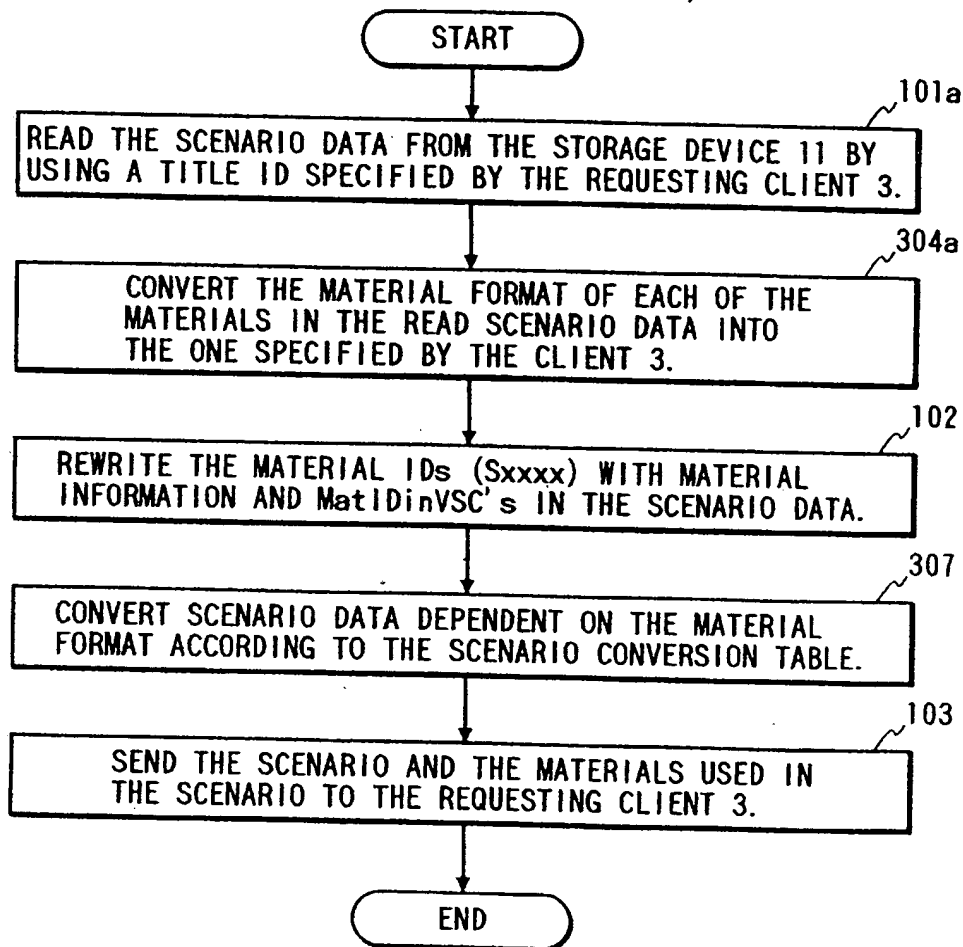 START
101a
READ THE SCENARIO DATA FROM THE STORAGE DEVICE 11 BY
USING A TITLE ID SPECIFIED BY THE REQUESTING CLIENT 3.
304a
CONVERT THE MATERIAL FORMAT OF EACH OF THE
MATERIALS IN THE READ SCENARIO DATA INTO
THE ONE SPECIFIED BY THE CLIENT 3.
102
REWRITE THE MATERIAL IDs (Sxxxx) WITH MATERIAL
INFORMATION AND MatIDinVSC's IN THE SCENARIO DATA.
307
CONVERT SCENARIO DATA DEPENDENT ON THE MATERIAL
FORMAT ACCORDING TO THE SCENARIO CONVERSION TABLE.
103
SEND THE SCENARIO AND THE MATERIALS USED IN
THE SCENARIO TO THE REQUESTING CLIENT 3.
END